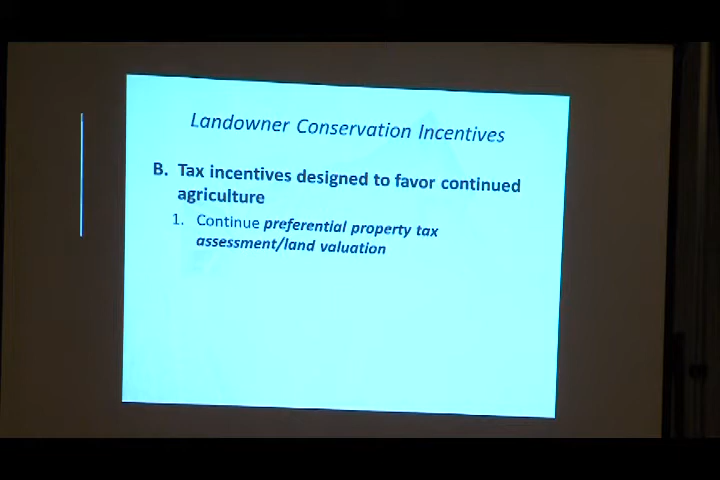 Landowner Conservation Incentives
B. Tax incentives designed to favor continued
agriculture
1. Continue preferential property tax
assessment/land valuation